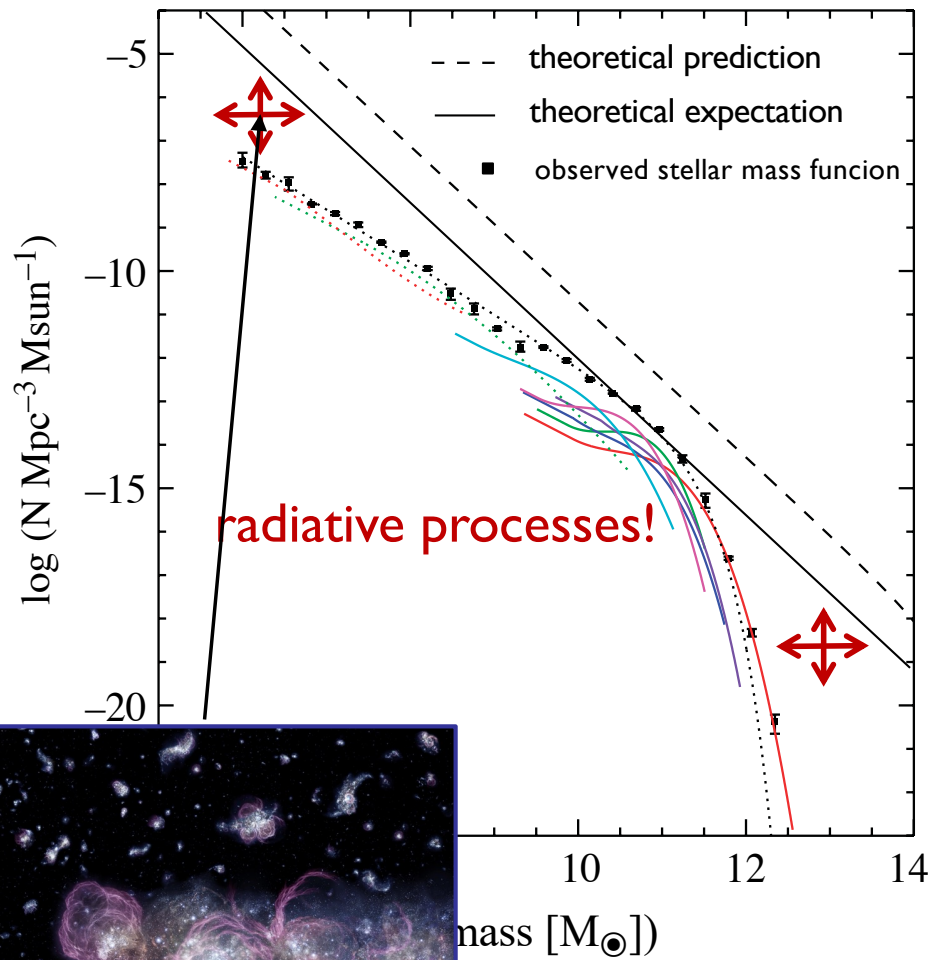 −5
theoretical prediction
theoretical expectation
observed stellar mass funcion
−10
log (N Mpc−3 Msun−1)
−15
radiative processes!
−20
10 12 14
mass [M☉])